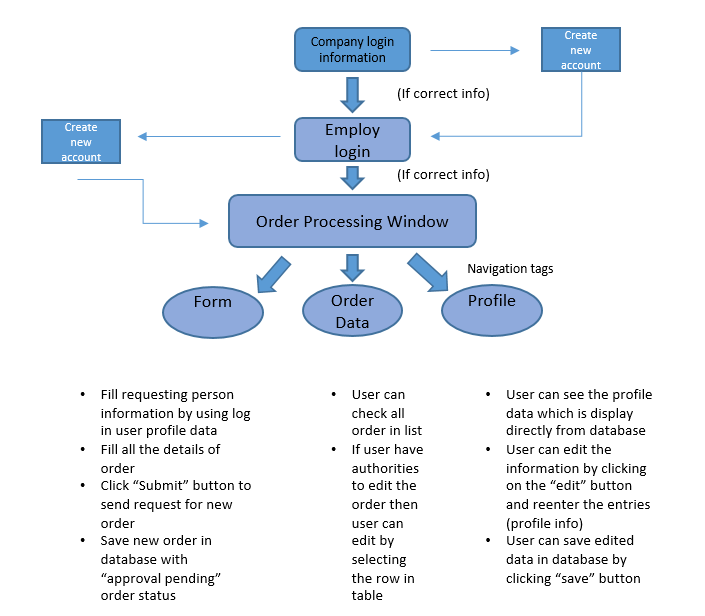 Company login
information
Create
new
account
(If correct info)
Employ
login
Create
new
account
(If correct info)
Order Processing Window
Navigation tags
Form
Order
Data
Profile
• Fill requesting person
information by using log
in user profile data
• Fill all the details of
order
• Click “Submit” button to
send request for new
order
• Save new order in
database with
“approval pending”
order status
• User can
check all
order in list
• If user have
authorities
to edit the
order then
user can
edit by
selecting
the row in
table
• User can see the profile
data which is display
directly from database
• User can edit the
information by clicking
on the “edit” button
and reenter the entries
(profile info)
• User can save edited
data in database by
clicking “save” button